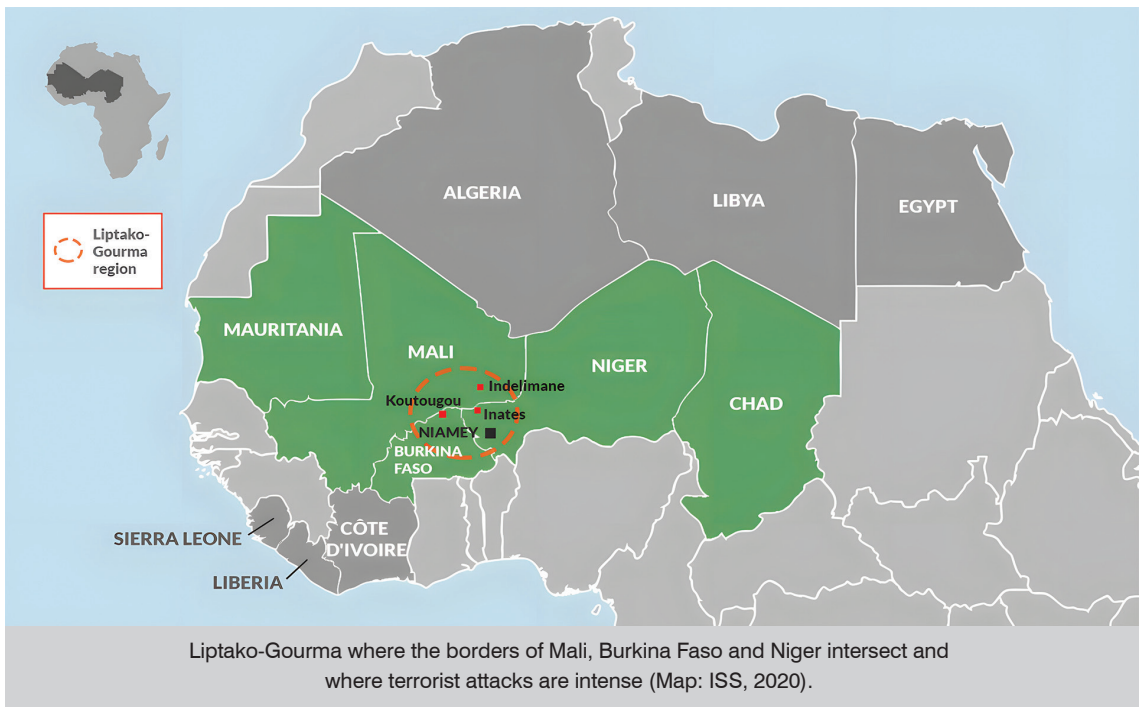 ALGERIA
LIBYA
EGYPT
Liptako-
Gourma
region
MAURITANIA
MALI
NIGER
CHAD
Indelimane
Koutougou
Inates
NIAMEY
BURKINA
FASO
CÔTE
D'IVOIRE
SIERRA LEONE
LIBERIA
Liptako-Gourma where the borders of Mali, Burkina Faso and Niger intersect and
where terrorist attacks are intense (Map: ISS, 2020).